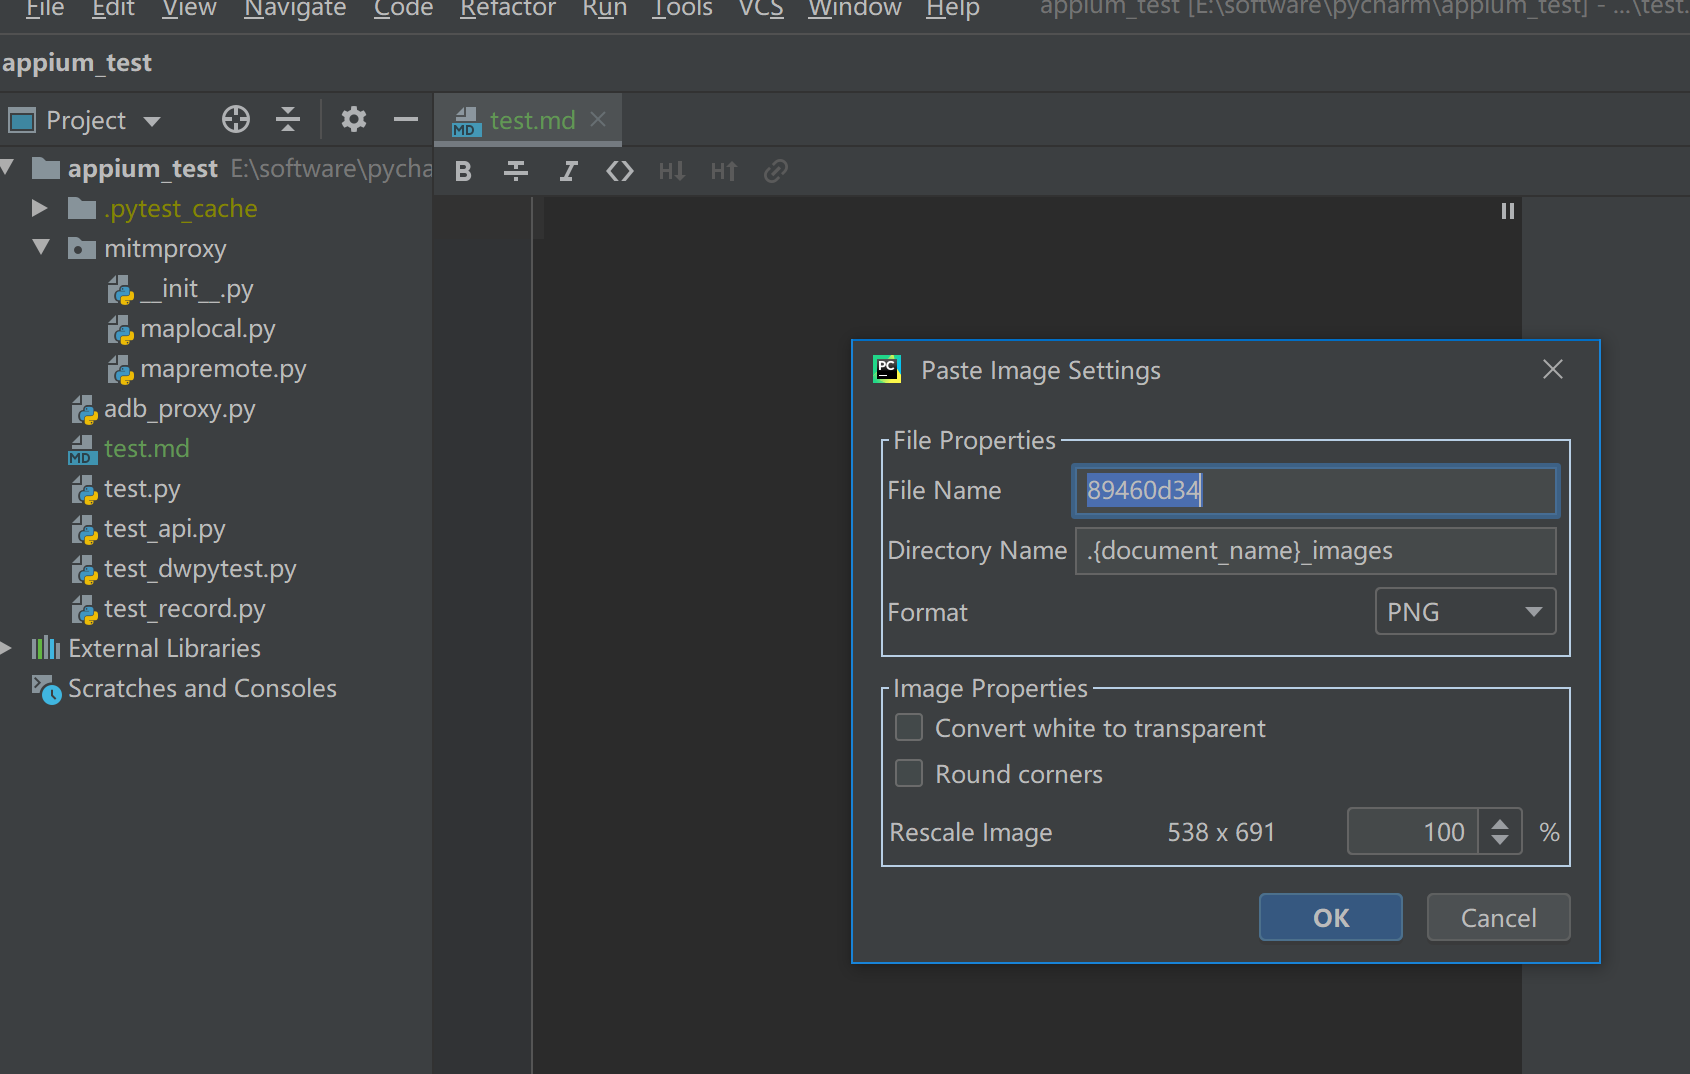 File Edit View Navigate Code Refactor Run Tools VCS Window Help appium_test [E:\software\pycharm\appium_test] - ...\test.
appium_test
Project
test.md
appium_test E:\software\pycha
.pytest_cache
mitmproxy
__init__.py
maplocal.py
mapremote.py
adb_proxy.py
test.md
test.py
test_api.py
test_dwpytest.py
test_record.py
External Libraries
Scratches and Consoles
Paste Image Settings
File Properties
File Name 89460d34
Directory Name .{document_name}_images
Format PNG
Image Properties
Convert white to transparent
Round corners
Rescale Image 538 x 691 100 %
OK Cancel